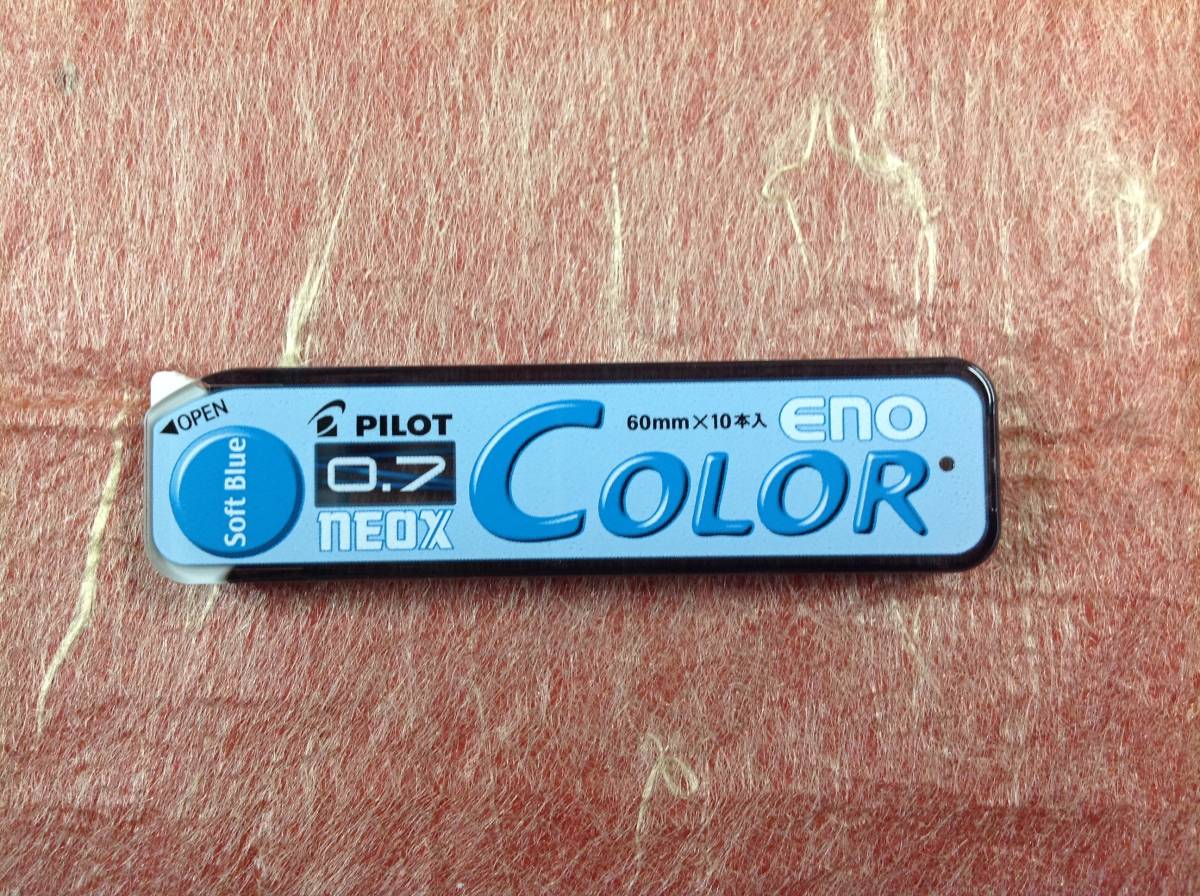 ◀OPEN
Soft Blue
PILOT
0.7
NEOX
60mm×10本入
eno
COLOR